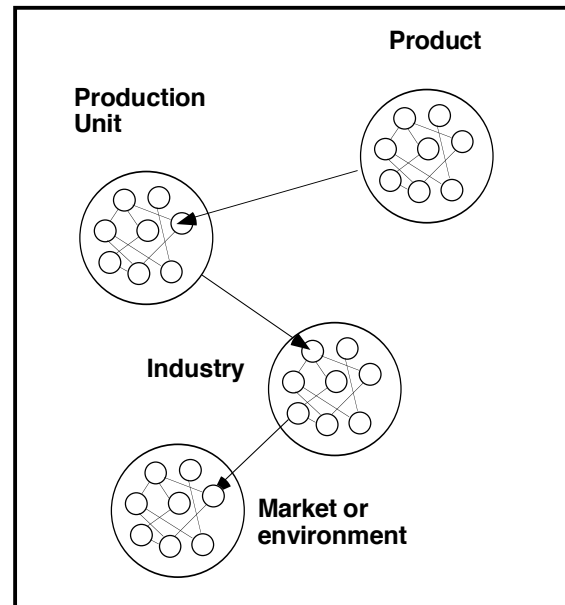 Product
Production
Unit
Industry
Market or
environment